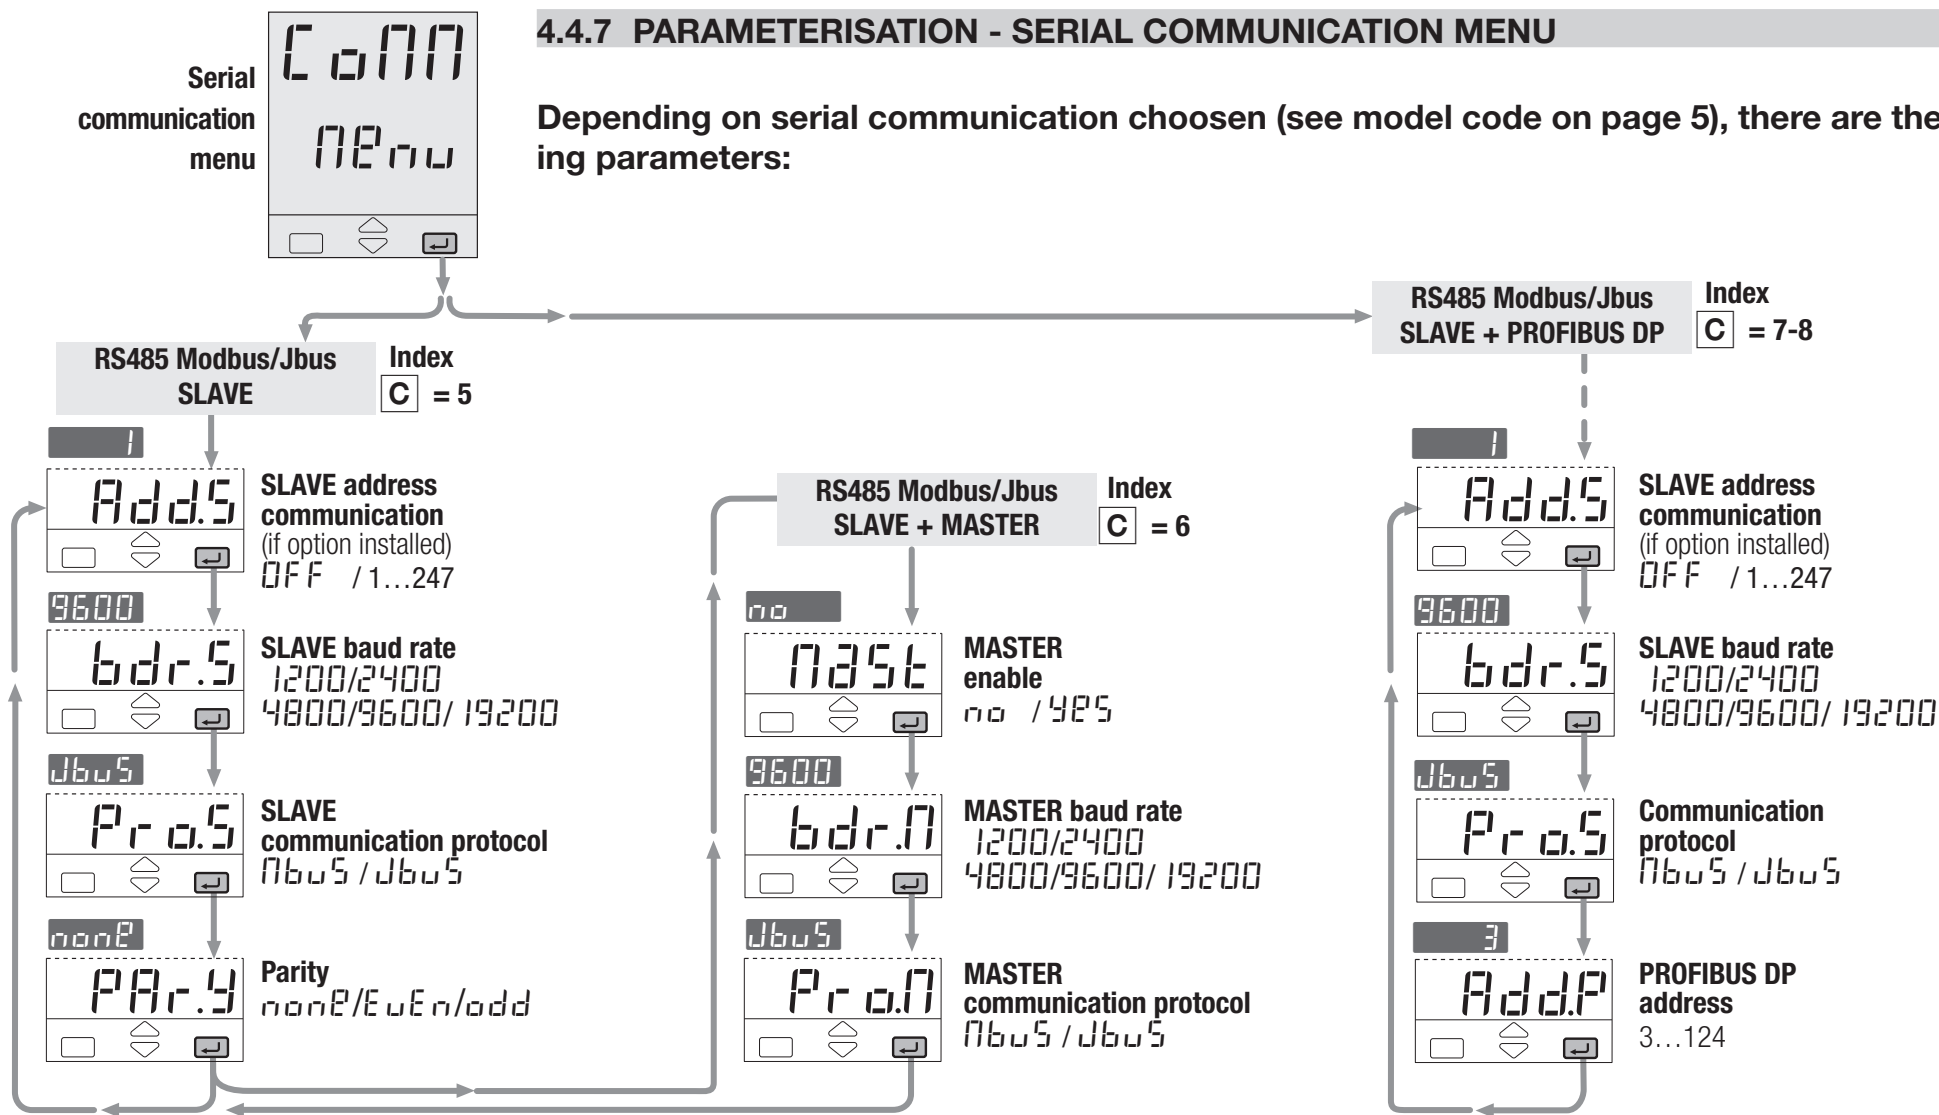 4.4.7 PARAMETERISATION - SERIAL COMMUNICATION MENU
Serial
communication
menu
CoMM
Menu
Depending on serial communication choosen (see model code on page 5), there are the
ing parameters:
RS485 Modbus/Jbus
SLAVE
Index
C = 5
1
Add.S
SLAVE address
communication
(if option installed)
OFF / 1…247
9600
bdr.S
SLAVE baud rate
1200/2400
4800/9600/19200
Jbus
Pro.S
SLAVE
communication protocol
Mbus / Jbus
none
PAr.Y
Parity
none/EuEn/odd
RS485 Modbus/Jbus
SLAVE + MASTER
Index
C = 6
no
Mast
MASTER
enable
no / Yes
9600
bdr.M
MASTER baud rate
1200/2400
4800/9600/19200
Jbus
Pro.M
MASTER
communication protocol
Mbus / Jbus
RS485 Modbus/Jbus
SLAVE + PROFIBUS DP
Index
C = 7-8
1
Add.S
SLAVE address
communication
(if option installed)
OFF / 1…247
9600
bdr.S
SLAVE baud rate
1200/2400
4800/9600/19200
Jbus
Pro.S
Communication
protocol
Mbus / Jbus
3
Add.P
PROFIBUS DP
address
3…124